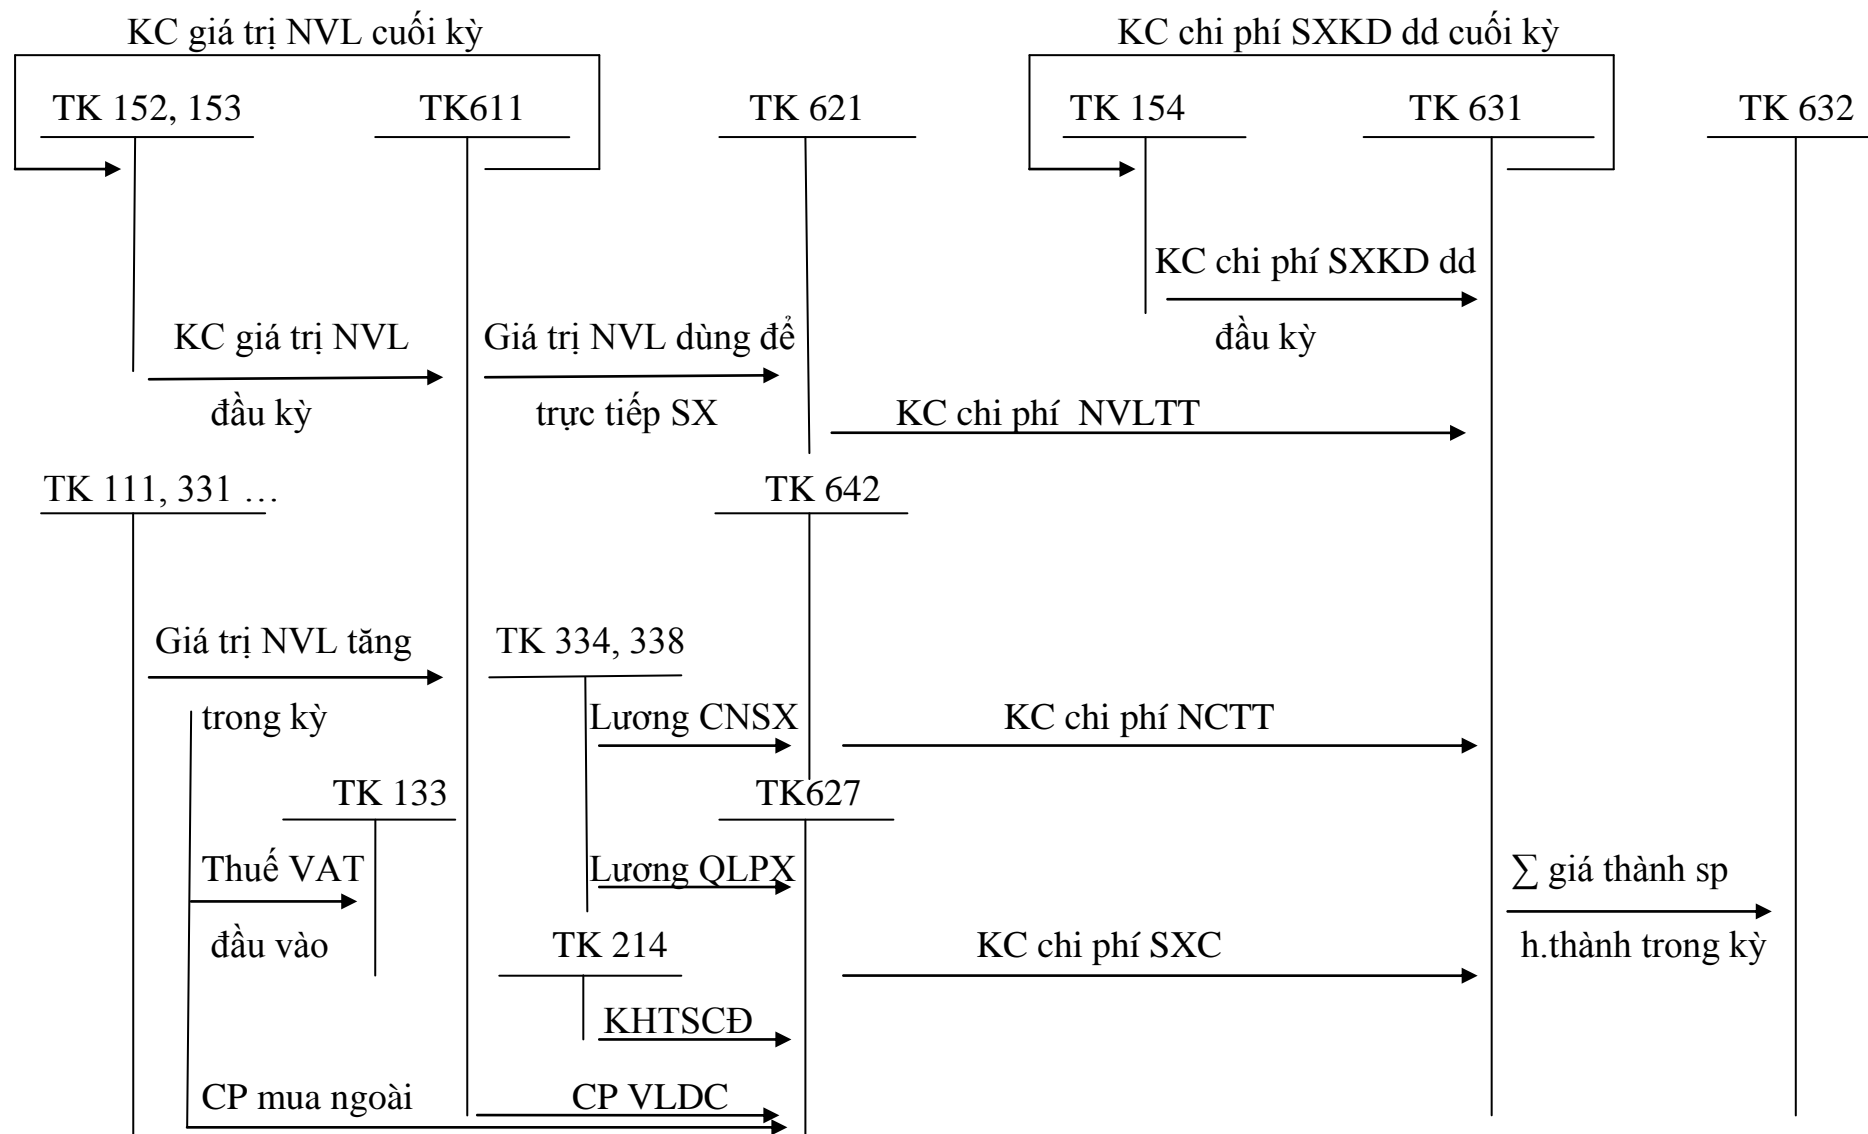 KC giá trị NVL cuối kỳ
KC chi phí SXKD dd cuối kỳ
TK 152, 153
TK611
TK 621
TK 154
TK 631
TK 632
KC chi phí SXKD dd
đầu kỳ
KC giá trị NVL
đầu kỳ
Giá trị NVL dùng để
trực tiếp SX
KC chi phí  NVLTT
TK 111, 331 …
TK 642
Giá trị NVL tăng
trong kỳ
TK 334, 338
Lương CNSX
KC chi phí NCTT
TK 133
TK627
Thuế VAT
đầu vào
Lương QLPX
∑ giá thành sp
h.thành trong kỳ
TK 214
KC chi phí SXC
KHTSCĐ
CP mua ngoài
CP VLDC